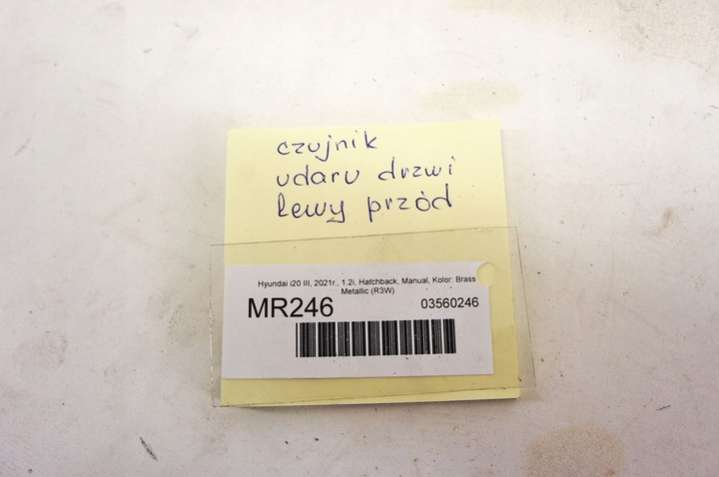 czujnik
udaru drzwi
Lewy przód
Hyundai i20 III, 2021r., 1.2i, Hatchback, Manual, Kolor: Brass
Metallic (R3W)
MR246 03560246